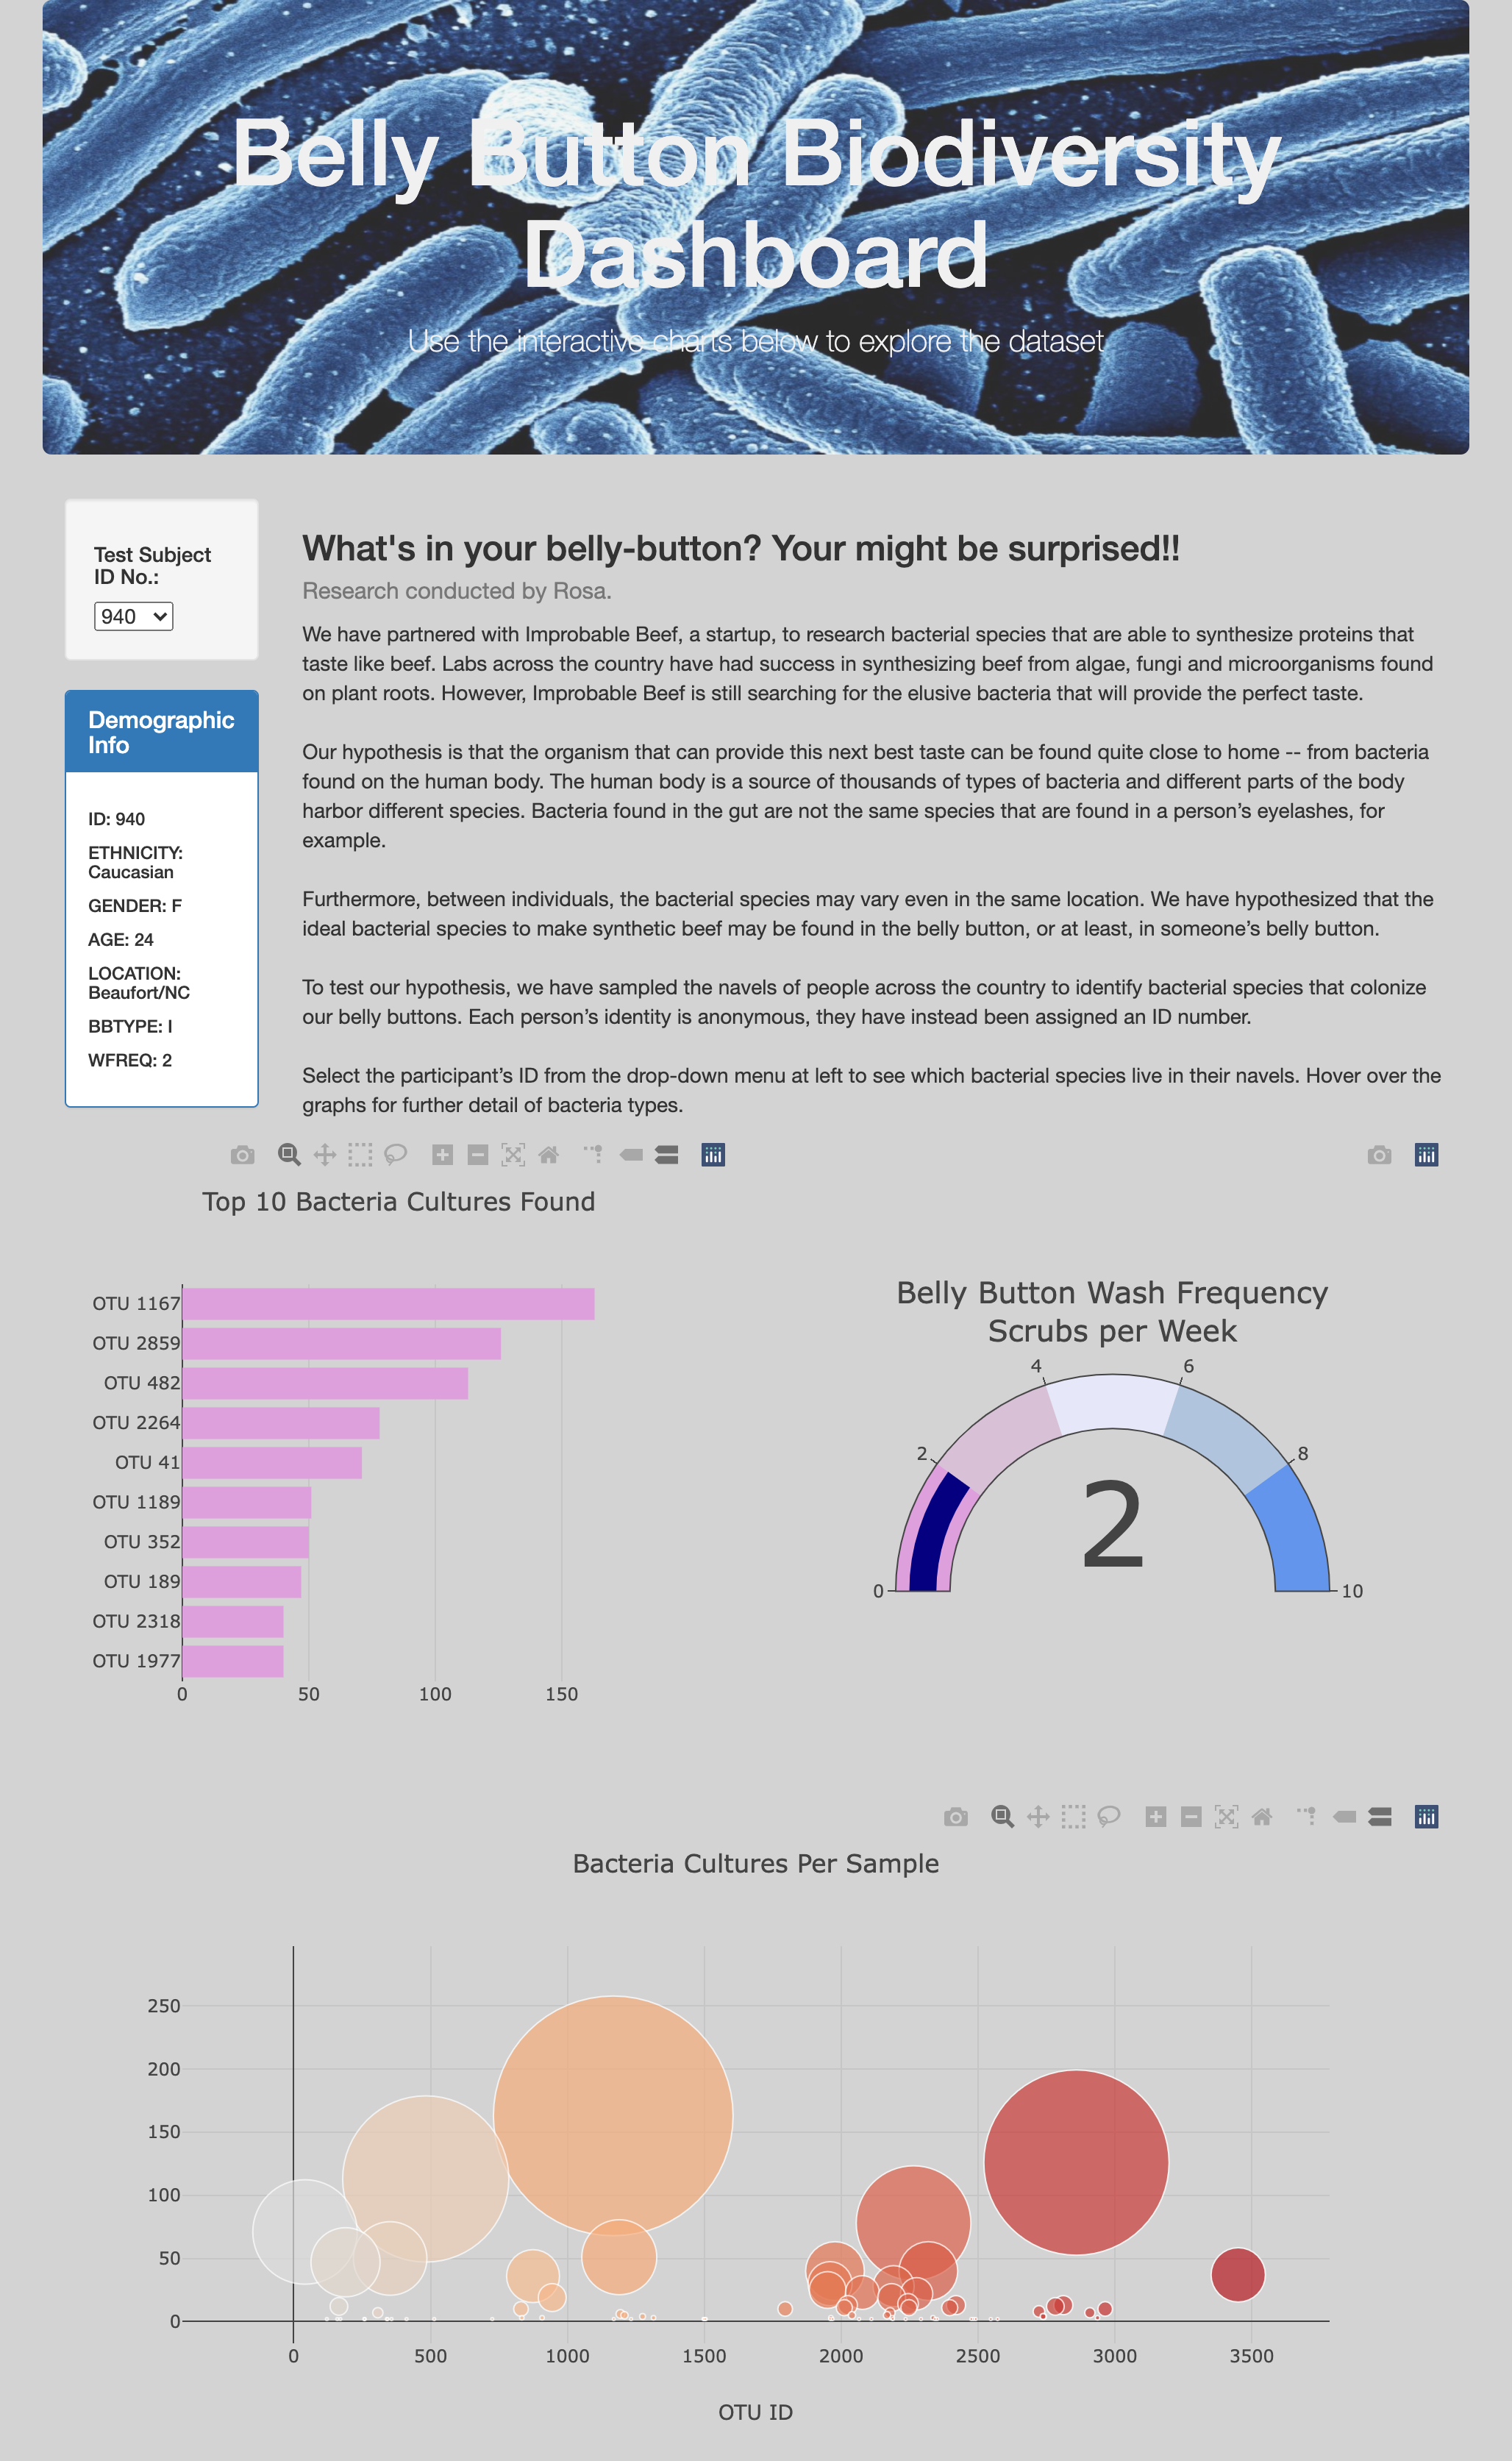 Belly Button Biodiversity
Dashboard
Use the interactive charts below to explore the dataset
Test Subject
ID No.:
940
Demographic
Info
ID: 940
ETHNICITY:
Caucasian
GENDER: F
AGE: 24
LOCATION:
Beaufort/NC
BBTYPE: I
WFREQ: 2
What's in your belly-button? Your might be surprised!!
Research conducted by Rosa.
We have partnered with Improbable Beef, a startup, to research bacterial species that are able to synthesize proteins that
taste like beef. Labs across the country have had success in synthesizing beef from algae, fungi and microorganisms found
on plant roots. However, Improbable Beef is still searching for the elusive bacteria that will provide the perfect taste.
Our hypothesis is that the organism that can provide this next best taste can be found quite close to home -- from bacteria
found on the human body. The human body is a source of thousands of types of bacteria and different parts of the body
harbor different species. Bacteria found in the gut are not the same species that are found in a person’s eyelashes, for
example.
Furthermore, between individuals, the bacterial species may vary even in the same location. We have hypothesized that the
ideal bacterial species to make synthetic beef may be found in the belly button, or at least, in someone’s belly button.
To test our hypothesis, we have sampled the navels of people across the country to identify bacterial species that colonize
our belly buttons. Each person’s identity is anonymous, they have instead been assigned an ID number.
Select the participant’s ID from the drop-down menu at left to see which bacterial species live in their navels. Hover over the
graphs for further detail of bacteria types.
Top 10 Bacteria Cultures Found
OTU 1167
OTU 2859
OTU 482
OTU 2264
OTU 41
OTU 1189
OTU 352
OTU 189
OTU 2318
OTU 1977
0 50 100 150
Belly Button Wash Frequency
Scrubs per Week
4 6
2 8
2
0 10
Bacteria Cultures Per Sample
250
200
150
100
50
0
0 500 1000 1500 2000 2500 3000 3500
OTU ID